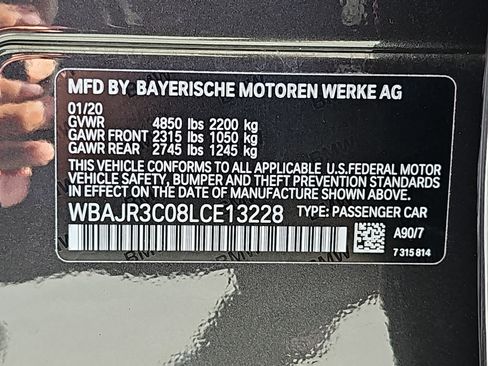 MFD BY BAYERISCHE MOTOREN WERKE AG
01/20
GVWR 4850 lbs 2200 kg
GAWR FRONT 2315 lbs 1050 kg
GAWR REAR 2745 lbs 1245 kg
THIS VEHICLE CONFORMS TO ALL APPLICABLE U.S.FEDERAL MOTOR
VEHICLE SAFETY, BUMPER AND THEFT PREVENTION STANDARDS
IN EFFECT ON THE DATE OF MANUFACTURE SHOWN ABOVE.
WBAJR3C08LCE13228 TYPE: PASSENGER CAR
A90/7
7 315 814